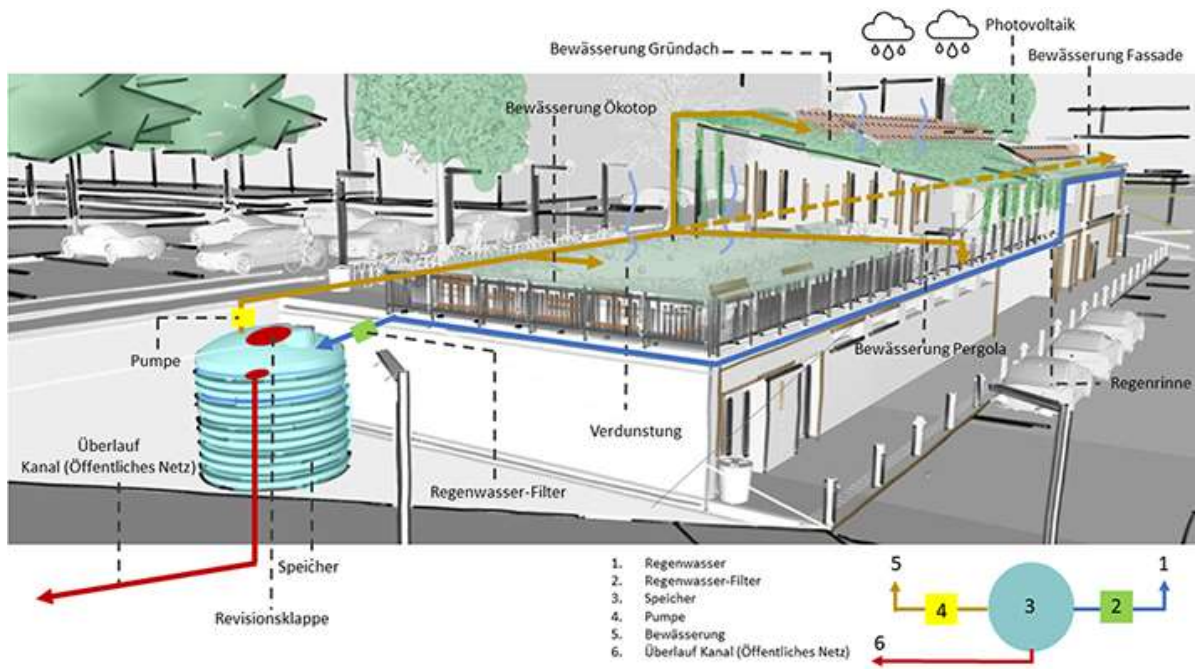 Photovoltaik
Bewässerung Gründach
Bewässerung Fassade
Bewässerung Ökotop
Pumpe
Bewässerung Pergola
Regenrinne
Verdunstung
Überlauf
Kanal (Öffentliches Netz)
Regenwasser-Filter
Speicher
Revisionsklappe
1. Regenwasser
2. Regenwasser-Filter
3. Speicher
4. Pumpe
5. Bewässerung
6. Überlauf Kanal (Öffentliches Netz)
5
1
4
3
2
6